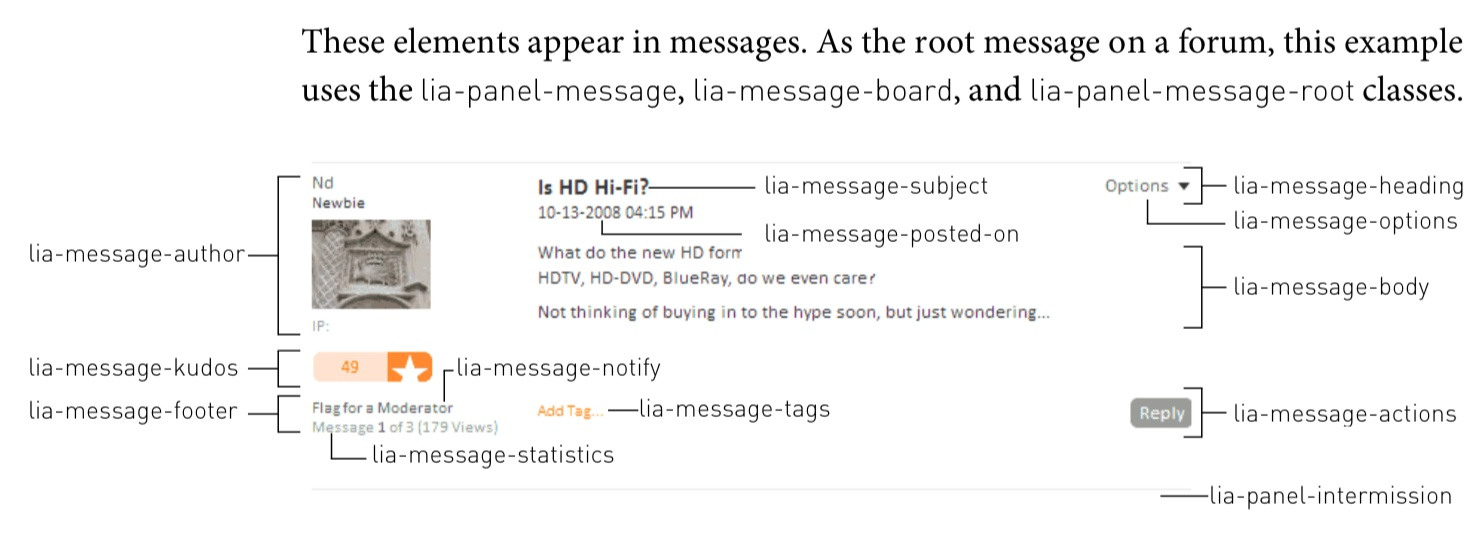 These elements appear in messages. As the root message on a forum, this example
uses the lia-panel-message, lia-message-board, and lia-panel-message-root classes.
lia-message-author
Nd
Newbie
IP:
Is HD Hi-Fi?
lia-message-subject
10-13-2008 04:15 PM
lia-message-posted-on
What do the new HD form
HDTV, HD-DVD, BlueRay, do we even care?
Not thinking of buying in to the hype soon, but just wondering...
Options
lia-message-heading
lia-message-options
lia-message-body
lia-message-kudos
49
lia-message-notify
lia-message-footer
Flag for a Moderator
Message 1 of 3 (179 Views)
lia-message-statistics
Add Tag...
lia-message-tags
Reply
lia-message-actions
lia-panel-intermission